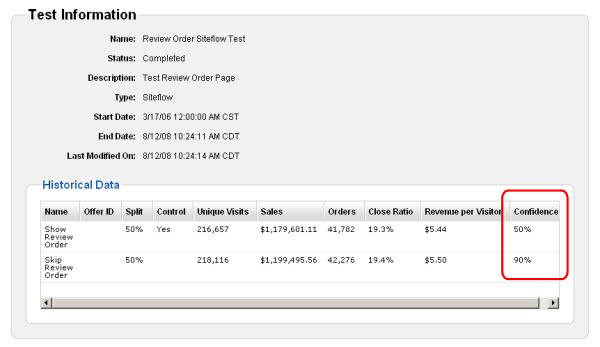 Test Information
Name: Review Order Siteflow Test
Status: Completed
Description: Test Review Order Page
Type: Siteflow
Start Date: 3/17/06 12:00:00 AM CST
End Date: 8/12/08 10:24:11 AM CDT
Last Modified On: 8/12/08 10:24:14 AM CDT
Historical Data
Name Offer ID Split Control Unique Visits Sales Orders Close Ratio Revenue per Visitor Confidence
Show 50% Yes 216,657 $1,179,601.11 41,782 19.3% $5.44 50%
Review
Order
Skip 50% 218,116 $1,199,495.56 42,276 19.4% $5.50 90%
Review
Order